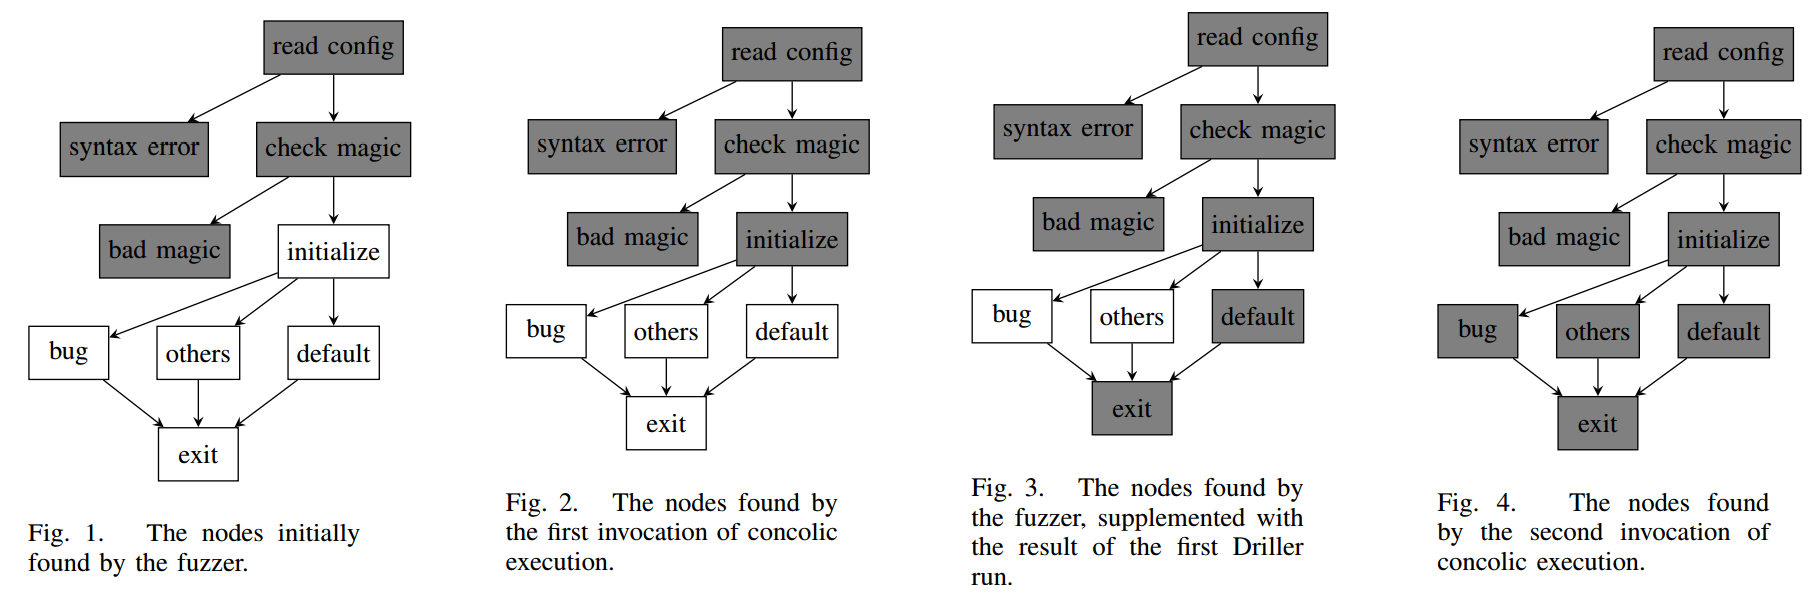 read config
syntax error
check magic
bad magic
initialize
bug
others
default
exit
Fig. 1. The nodes initially
found by the fuzzer.
read config
syntax error
check magic
bad magic
initialize
bug
others
default
exit
Fig. 2. The nodes found by
the first invocation of concolic
execution.
read config
syntax error
check magic
bad magic
initialize
bug
others
default
exit
Fig. 3. The nodes found by
the fuzzer, supplemented with
the result of the first Driller
run.
read config
syntax error
check magic
bad magic
initialize
bug
others
default
exit
Fig. 4. The nodes found
by the second invocation of
concolic execution.